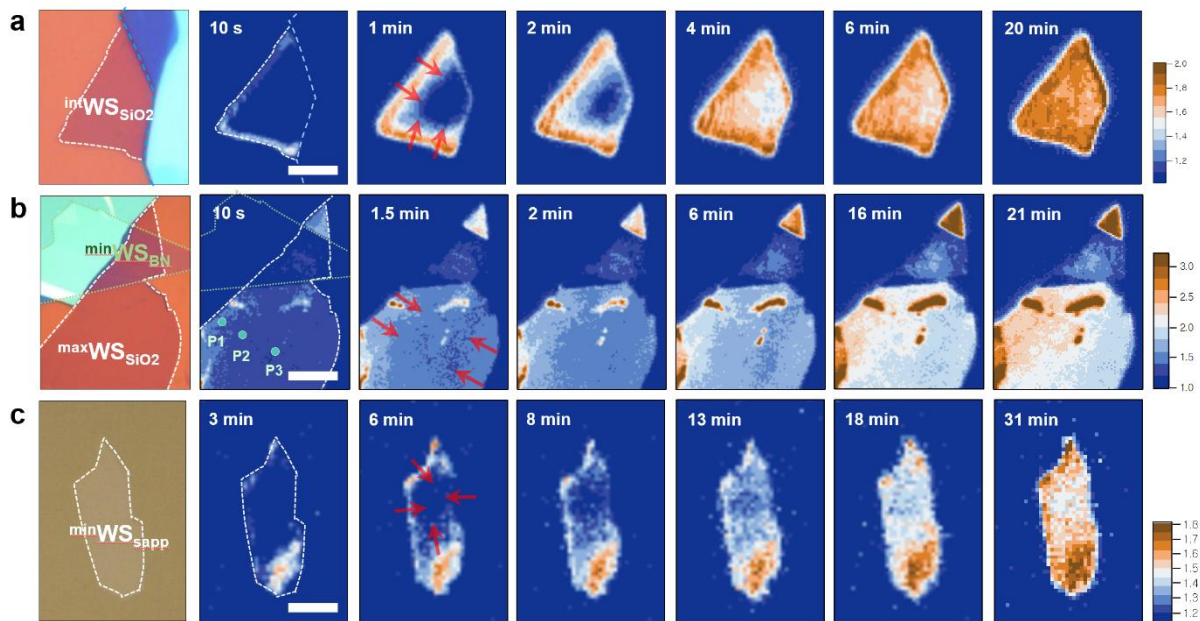 a
intWSSiO2
10 s
1 min
2 min
4 min
6 min
20 min
2.0
1.8
1.6
1.4
1.2
b
minWSBN
maxWSSiO2
10 s
P1
P2
P3
1.5 min
2 min
6 min
16 min
21 min
3.0
2.5
2.0
1.5
1.0
c
minWSsapp
3 min
6 min
8 min
13 min
18 min
31 min
1.8
1.7
1.6
1.5
1.4
1.3
1.2